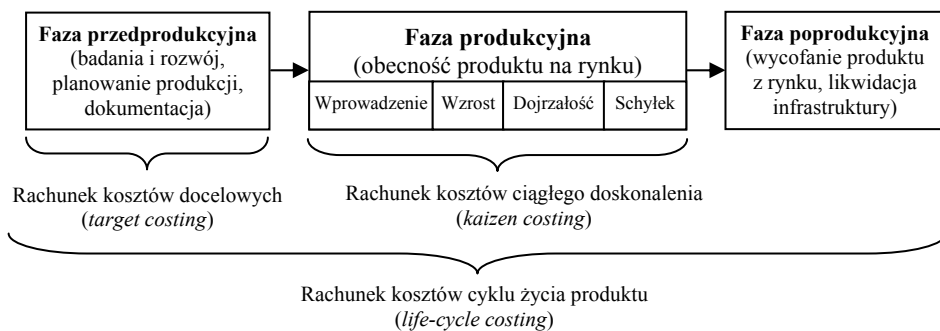 Faza przedprodukcyjna
(badania i rozwój,
planowanie produkcji,
dokumentacja)
Faza produkcyjna
(obecność produktu na rynku)
Wprowadzenie
Wzrost
Dojrzałość
Schyłek
Faza poprodukcyjna
(wycofanie produktu
z rynku, likwidacja
infrastruktury)
Rachunek kosztów docelowych
(target costing)
Rachunek kosztów ciągłego doskonalenia
(kaizen costing)
Rachunek kosztów cyklu życia produktu
(life-cycle costing)